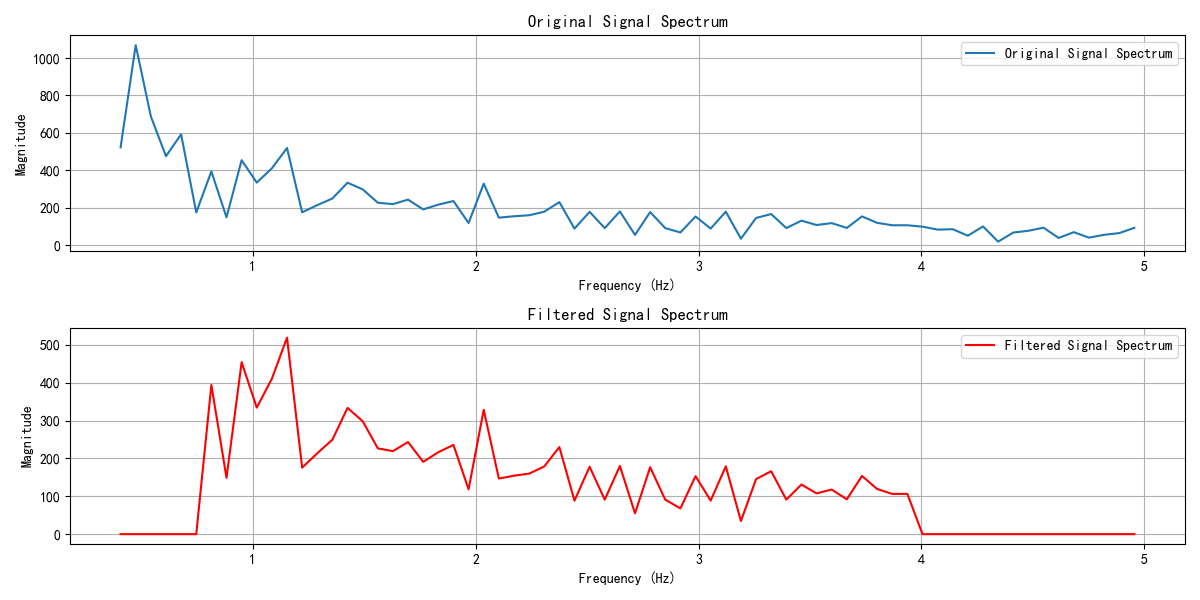 Original Signal Spectrum
Original Signal Spectrum
1000
800
600
400
200
0
Magnitude
1 2 3 4 5
Frequency (Hz)
Filtered Signal Spectrum
Filtered Signal Spectrum
500
400
300
200
100
0
Magnitude
1 2 3 4 5
Frequency (Hz)